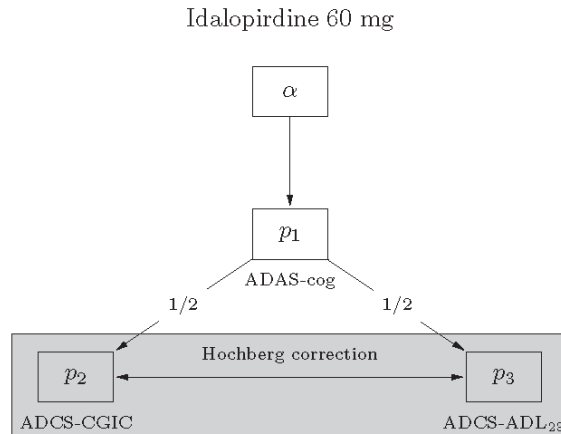 Idalopirdine 60 mg
α
p₁
ADAS-cog
1/2 1/2
Hochberg correction
p₂ p₃
ADCS-CGIC ADCS-ADL₂₃